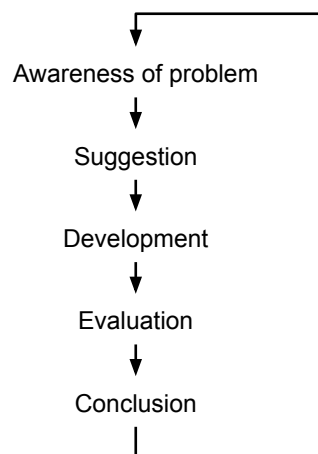 Awareness of problem
Suggestion
Development
Evaluation
Conclusion